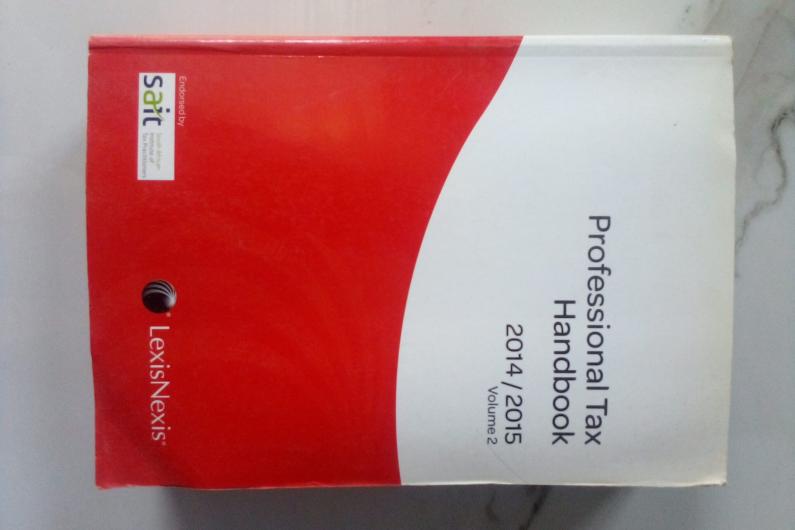 Professional Tax
Handbook
2014/2015
Volume 2
Endorsed by
sait
South African
Institute of
Tax Practitioners
LexisNexis®